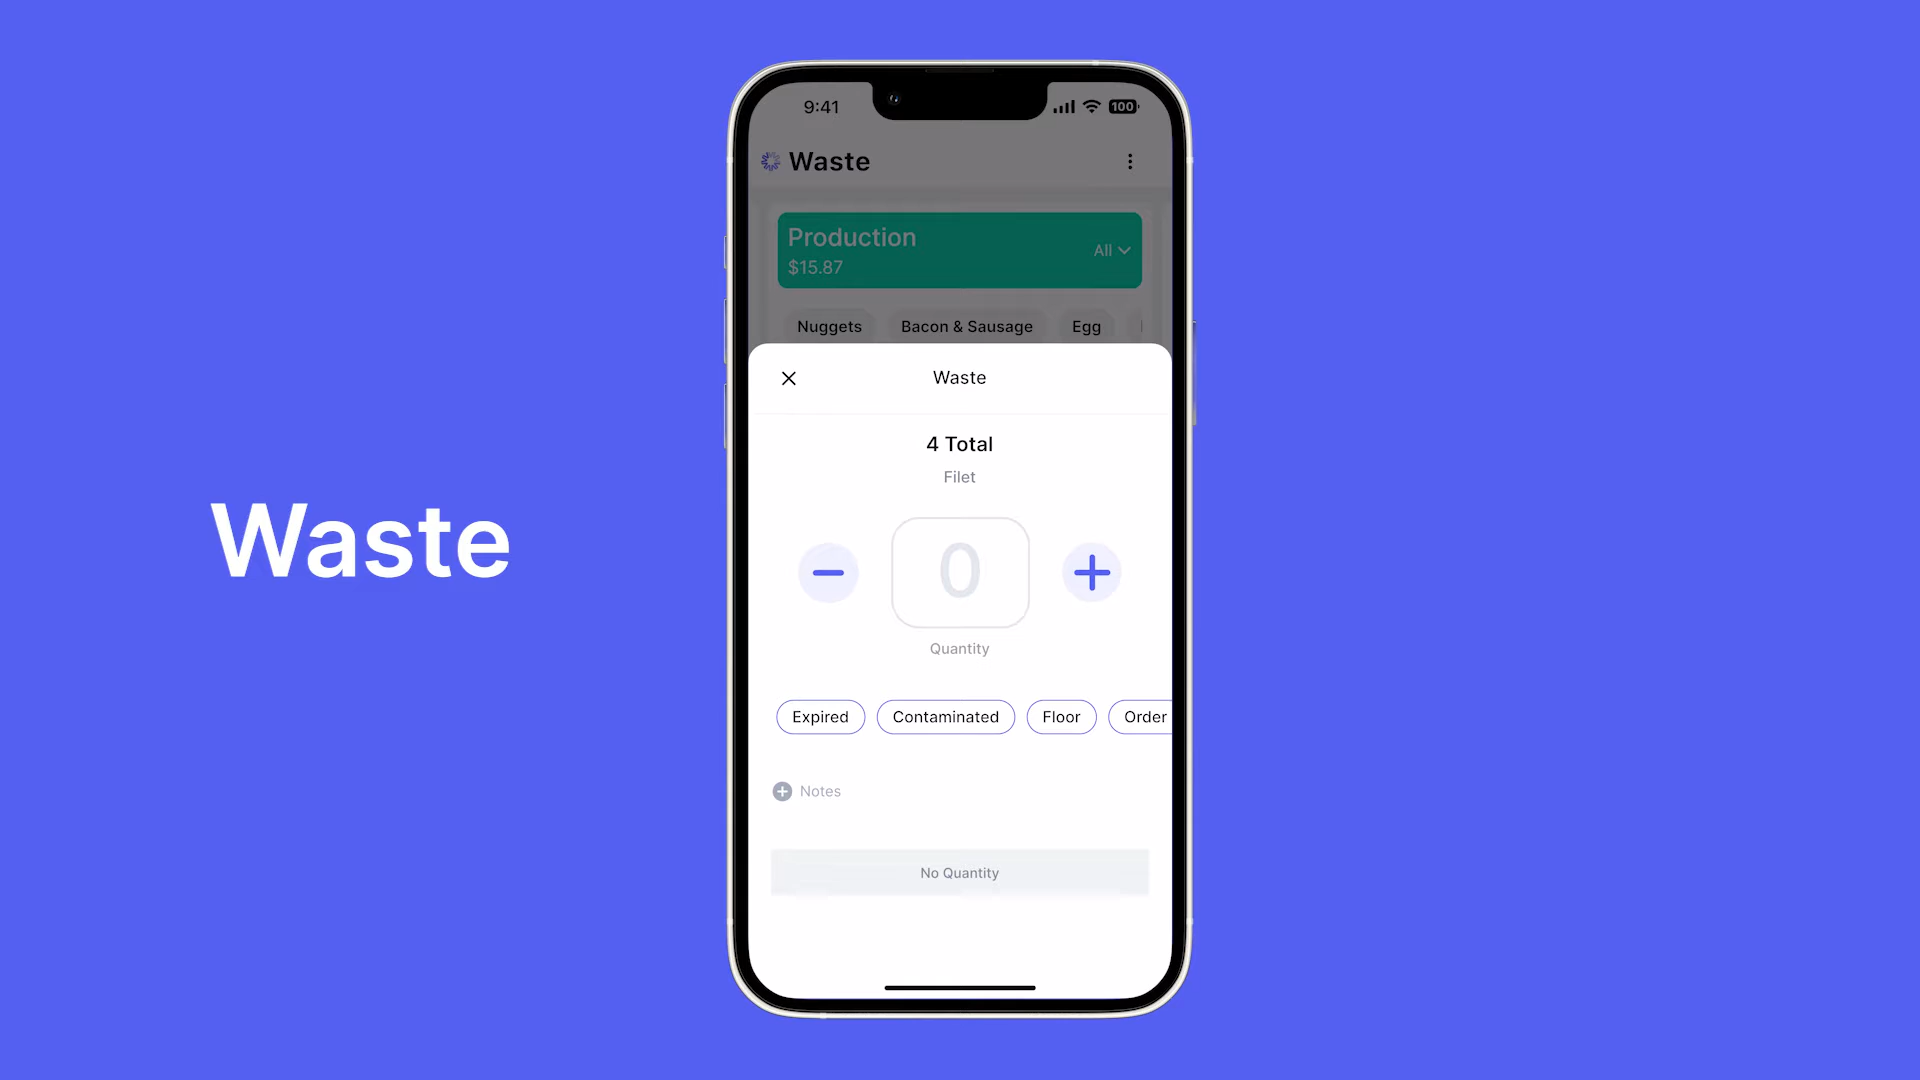 Waste
9:41
100
Waste
Production
$15.87
All
Nuggets
Bacon & Sausage
Egg
Waste
4 Total
Filet
0
Quantity
Expired
Contaminated
Floor
Order
Notes
No Quantity